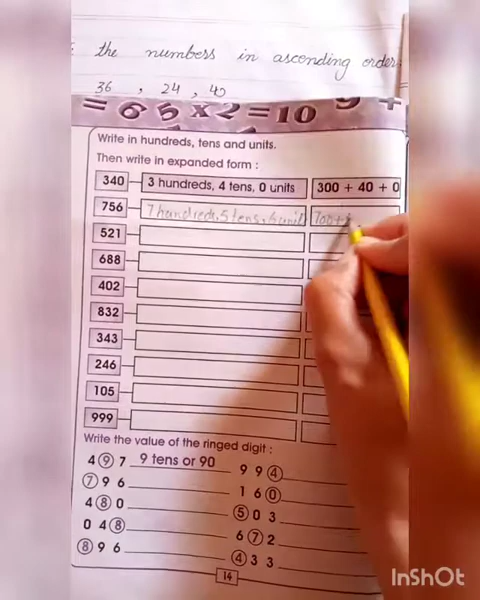 the numbers in ascending order
36 , 24 , 40
= 6 5 x 2 = 10 9 +
Write in hundreds, tens and units.
Then write in expanded form :
340 3 hundreds, 4 tens, 0 units 300 + 40 + 0
756 7 hundreds, 5 tens, 6 unit 700 +
521
688
402
832
343
246
105
999
Write the value of the ringed digit :
4 9 7 9 tens or 90 9 9 4
7 9 6 1 6 0
4 8 0 5 0 3
0 4 8 6 7 2
8 9 6 4 3 3
14
InShOt